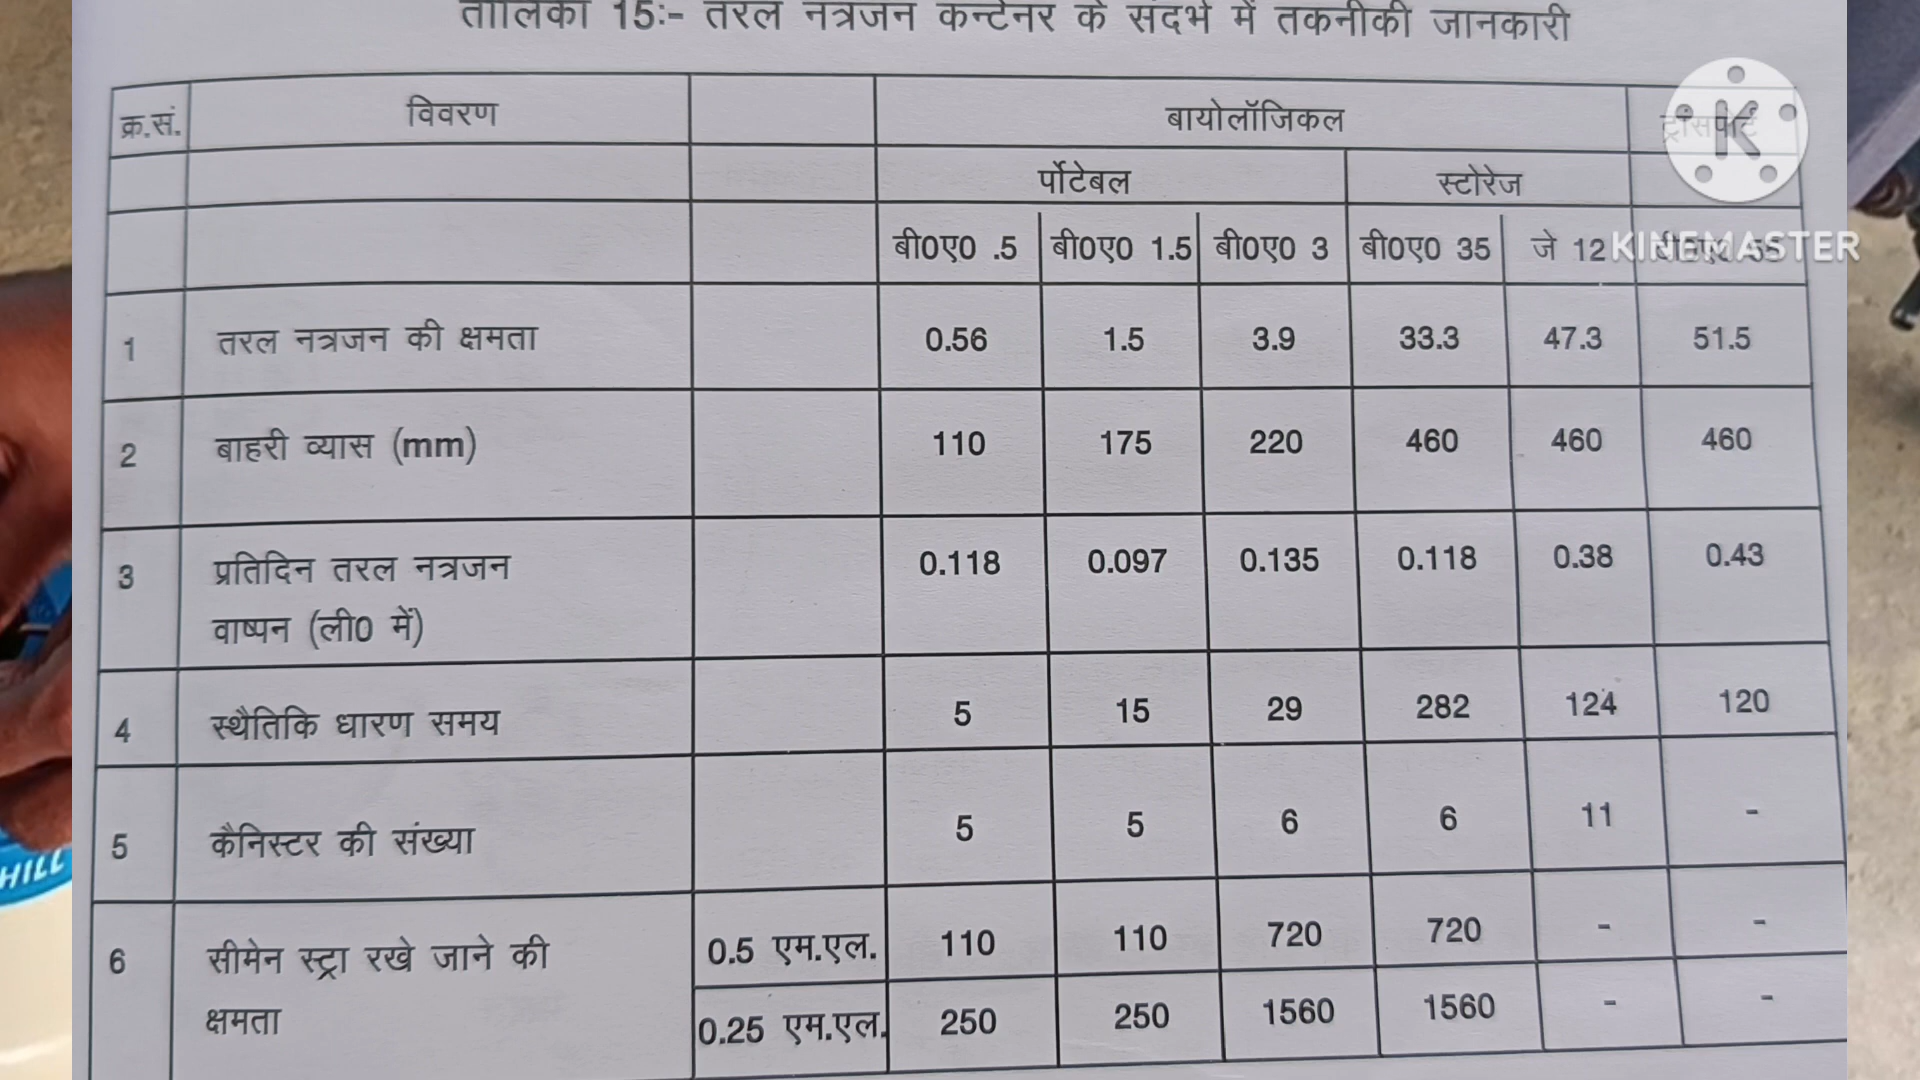 तालिका 15:- तरल नत्रजन कन्टेनर के संदर्भ में तकनीकी जानकारी
क्र.सं. विवरण बायोलॉजिकल ट्रांसपोर्ट
र्पोटेबल स्टोरेज
बी0ए0 .5 बी0ए0 1.5 बी0ए0 3 बी0ए0 35 जे 12 55
KINEMASTER
1 तरल नत्रजन की क्षमता 0.56 1.5 3.9 33.3 47.3 51.5
2 बाहरी व्यास (mm) 110 175 220 460 460 460
3 प्रतिदिन तरल नत्रजन 0.118 0.097 0.135 0.118 0.38 0.43
वाष्पन (ली0 में)
4 स्थैतिकि धारण समय 5 15 29 282 124 120
5 कैनिस्टर की संख्या 5 5 6 6 11 -
6 सीमेन स्ट्रा रखे जाने की 0.5 एम.एल. 110 110 720 720 - -
क्षमता 0.25 एम.एल. 250 250 1560 1560 - -
HILL